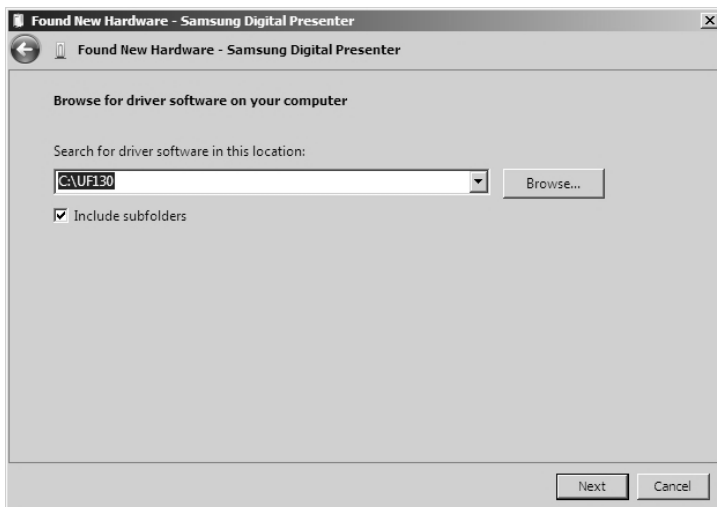 Found New Hardware - Samsung Digital Presenter
Found New Hardware - Samsung Digital Presenter
Browse for driver software on your computer
Search for driver software in this location:
C:\UF130
Browse...
Include subfolders
Next
Cancel